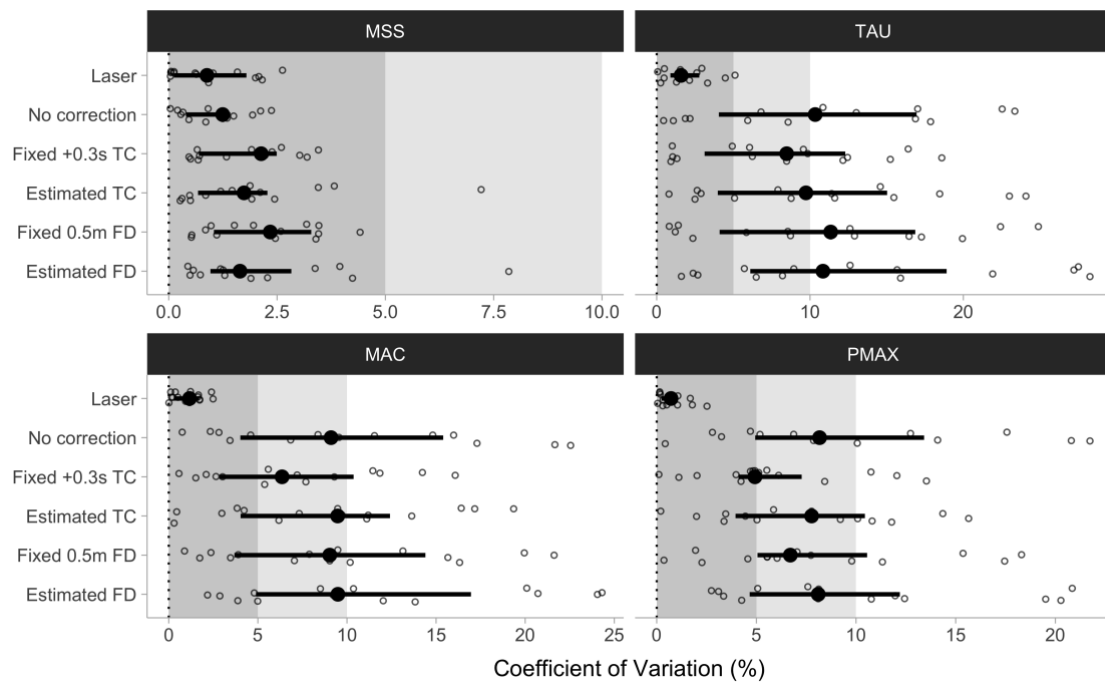 MSS
TAU
Laser
No correction
Fixed +0.3s TC
Estimated TC
Fixed 0.5m FD
Estimated FD
0.0 2.5 5.0 7.5 10.0
0 10 20
MAC
PMAX
Laser
No correction
Fixed +0.3s TC
Estimated TC
Fixed 0.5m FD
Estimated FD
0 5 10 15 20 25
0 5 10 15 20
Coefficient of Variation (%)